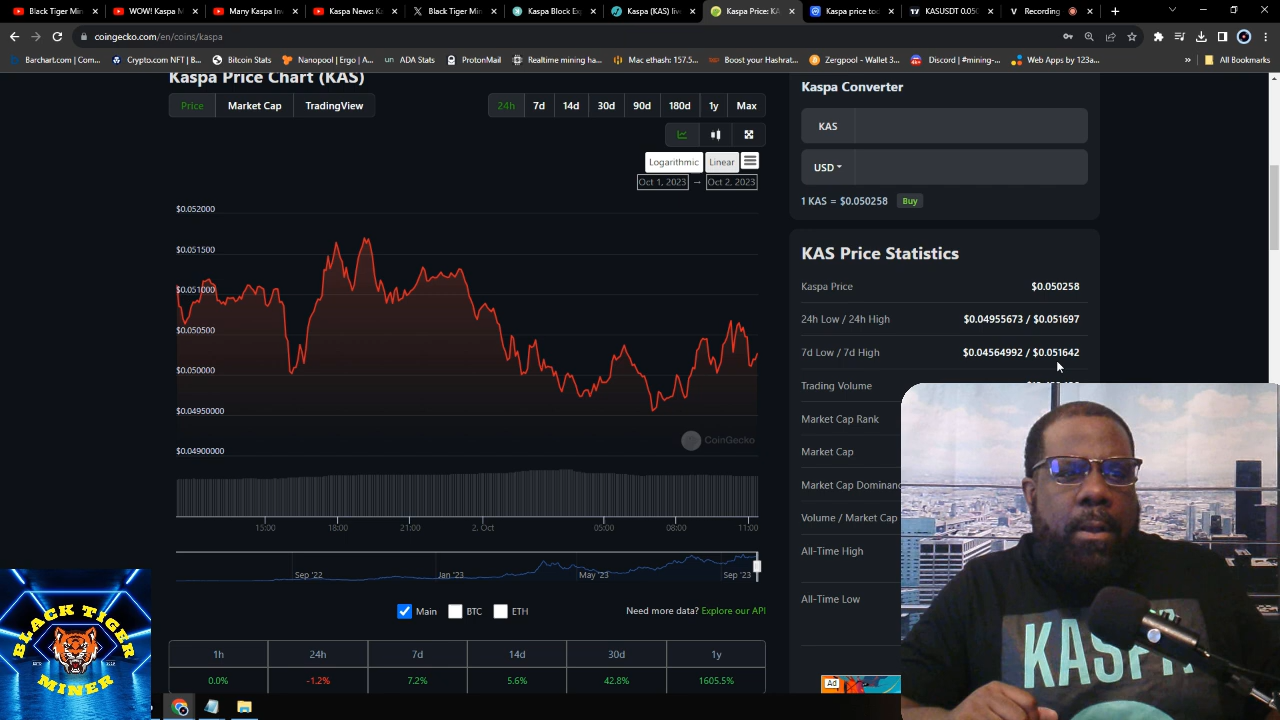 Black Tiger Min
WOW! Kaspa M
Many Kaspa Inv
Kaspa News: Ka
Black Tiger Min
Kaspa Block Exp
Kaspa (KAS) live
Kaspa Price: KA
Kaspa price tod
KASUSDT 0.050
Recording
coingecko.com/en/coins/kaspa
Barchart.com | Com...
Crypto.com NFT | B...
Bitcoin Stats
Nanopool | Ergo | A...
ADA Stats
ProtonMail
Realtime mining ha...
Mac ethash: 157.5...
Boost your Hashrat...
Zergpool - Wallet 3...
Discord | #mining-...
Web Apps by 123a...
»
All Bookmarks
Kaspa Price Chart (KAS)
Price Market Cap TradingView
24h 7d 14d 30d 90d 180d 1y Max
Logarithmic Linear
Oct 1, 2023 → Oct 2, 2023
$0.052000
$0.051500
$0.051000
$0.050500
$0.050000
$0.04950000
$0.04900000
CoinGecko
15:00 18:00 21:00 2. Oct 05:00 08:00 11:00
Sep '22 Jan '23 May '23 Sep '23
Main BTC ETH
Need more data? Explore our API
1h 24h 7d 14d 30d 1y
0.0% -1.2% 7.2% 5.6% 42.8% 1605.5%
Kaspa Converter
KAS
USD
1 KAS = $0.050258 Buy
KAS Price Statistics
Kaspa Price $0.050258
24h Low / 24h High $0.04955673 / $0.051697
7d Low / 7d High $0.04564992 / $0.051642
Trading Volume
Market Cap Rank
Market Cap
Market Cap Dominanc
Volume / Market Cap
All-Time High
All-Time Low
Ad
BLACK TIGER
MINER
KASPA